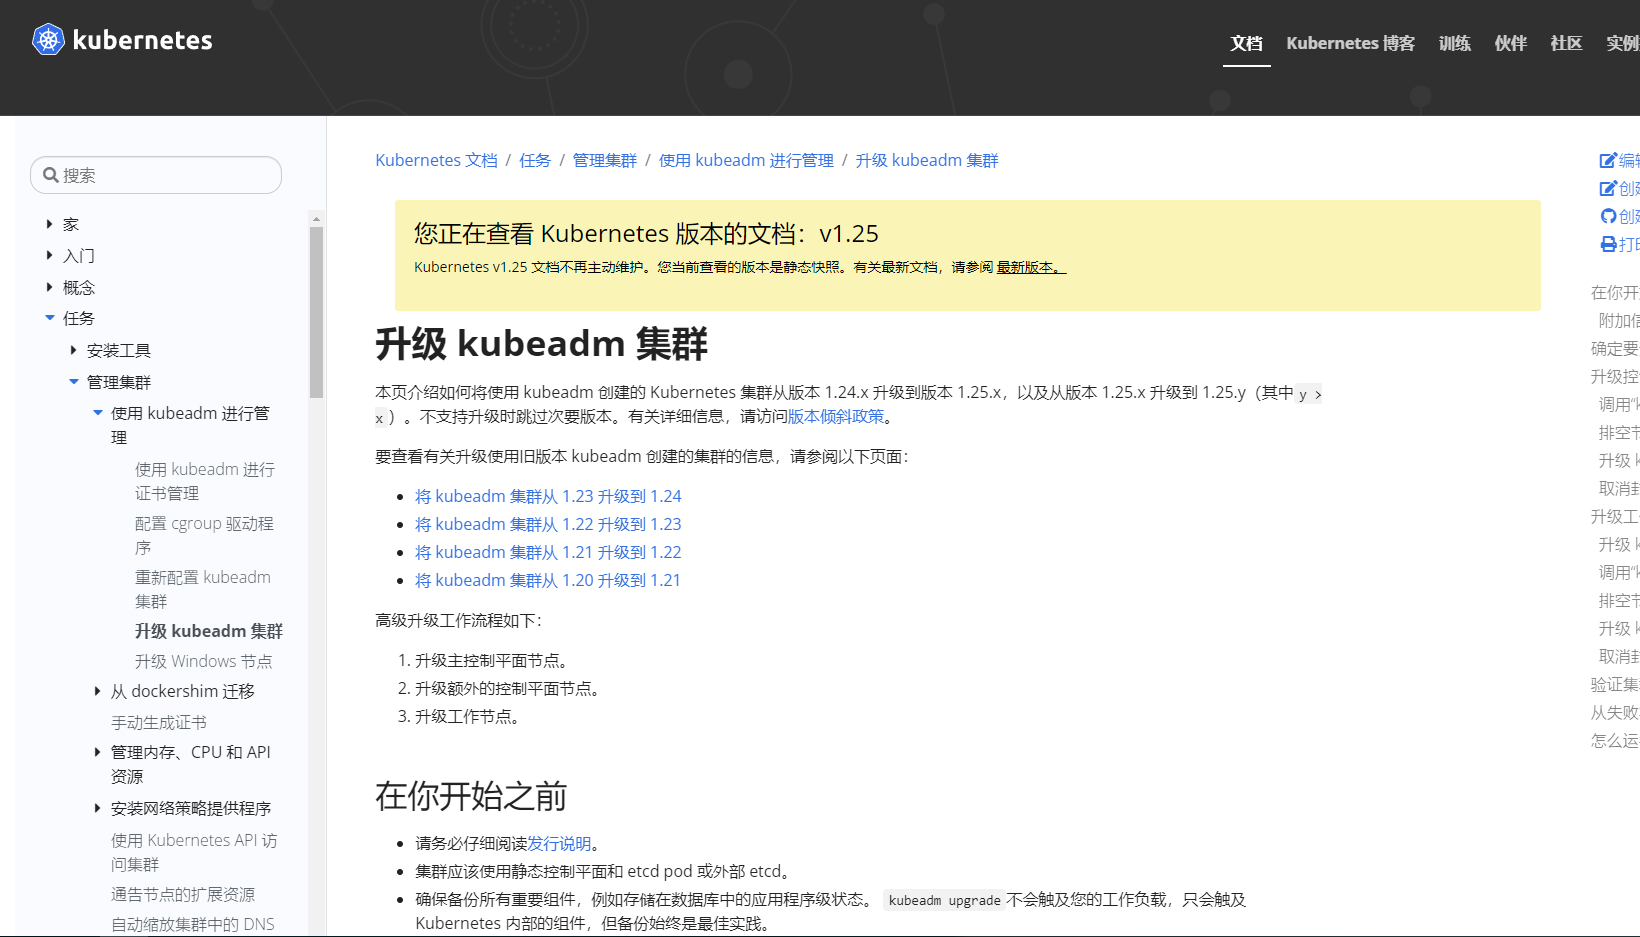 kubernetes
文档 Kubernetes 博客 训练 伙伴 社区 实例
搜索
家
入门
概念
任务
安装工具
管理集群
使用 kubeadm 进行管
理
使用 kubeadm 进行
证书管理
配置 cgroup 驱动程
序
重新配置 kubeadm
集群
升级 kubeadm 集群
升级 Windows 节点
从 dockershim 迁移
手动生成证书
管理内存、CPU 和 API
资源
安装网络策略提供程序
使用 Kubernetes API 访
问集群
通告节点的扩展资源
自动缩放集群中的 DNS
Kubernetes 文档 / 任务 / 管理集群 / 使用 kubeadm 进行管理 / 升级 kubeadm 集群
您正在查看 Kubernetes 版本的文档：v1.25
Kubernetes v1.25 文档不再主动维护。您当前查看的版本是静态快照。有关最新文档，请参阅 最新版本。
升级 kubeadm 集群
本页介绍如何将使用 kubeadm 创建的 Kubernetes 集群从版本 1.24.x 升级到版本 1.25.x，以及从版本 1.25.x 升级到 1.25.y（其中 y >
x ）。不支持升级时跳过次要版本。有关详细信息，请访问版本倾斜政策。
要查看有关升级使用旧版本 kubeadm 创建的集群的信息，请参阅以下页面：
将 kubeadm 集群从 1.23 升级到 1.24
将 kubeadm 集群从 1.22 升级到 1.23
将 kubeadm 集群从 1.21 升级到 1.22
将 kubeadm 集群从 1.20 升级到 1.21
高级升级工作流程如下：
1. 升级主控制平面节点。
2. 升级额外的控制平面节点。
3. 升级工作节点。
在你开始之前
请务必仔细阅读发行说明。
集群应该使用静态控制平面和 etcd pod 或外部 etcd。
确保备份所有重要组件，例如存储在数据库中的应用程序级状态。 kubeadm upgrade 不会触及您的工作负载，只会触及
Kubernetes 内部的组件，但备份始终是最佳实践。
编辑
创建
创建
打印
在你开始
附加信
确定要
升级控
调用“k
排空节
升级 k
取消封
升级工
升级 k
调用“k
排空节
升级 k
取消封
验证集
从失败
怎么运